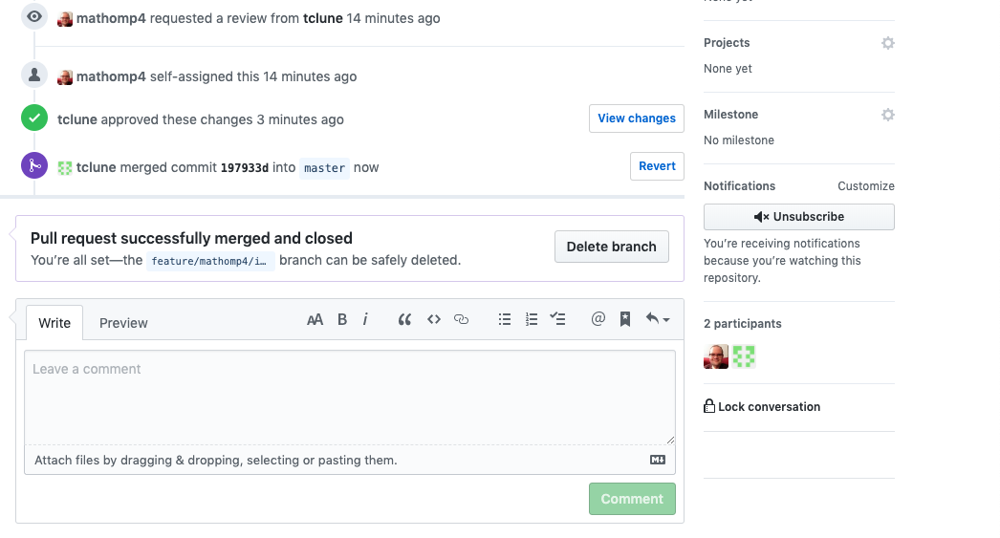 mathomp4 requested a review from tclune 14 minutes ago
mathomp4 self-assigned this 14 minutes ago
tclune approved these changes 3 minutes ago
View changes
tclune merged commit 197933d into master now
Revert
Pull request successfully merged and closed
You’re all set—the feature/mathomp4/i… branch can be safely deleted.
Delete branch
Write
Preview
AA B i
@
Leave a comment
Attach files by dragging & dropping, selecting or pasting them.
Comment
None yet
Projects
None yet
Milestone
No milestone
Notifications
Customize
Unsubscribe
You’re receiving notifications
because you’re watching this
repository.
2 participants
Lock conversation